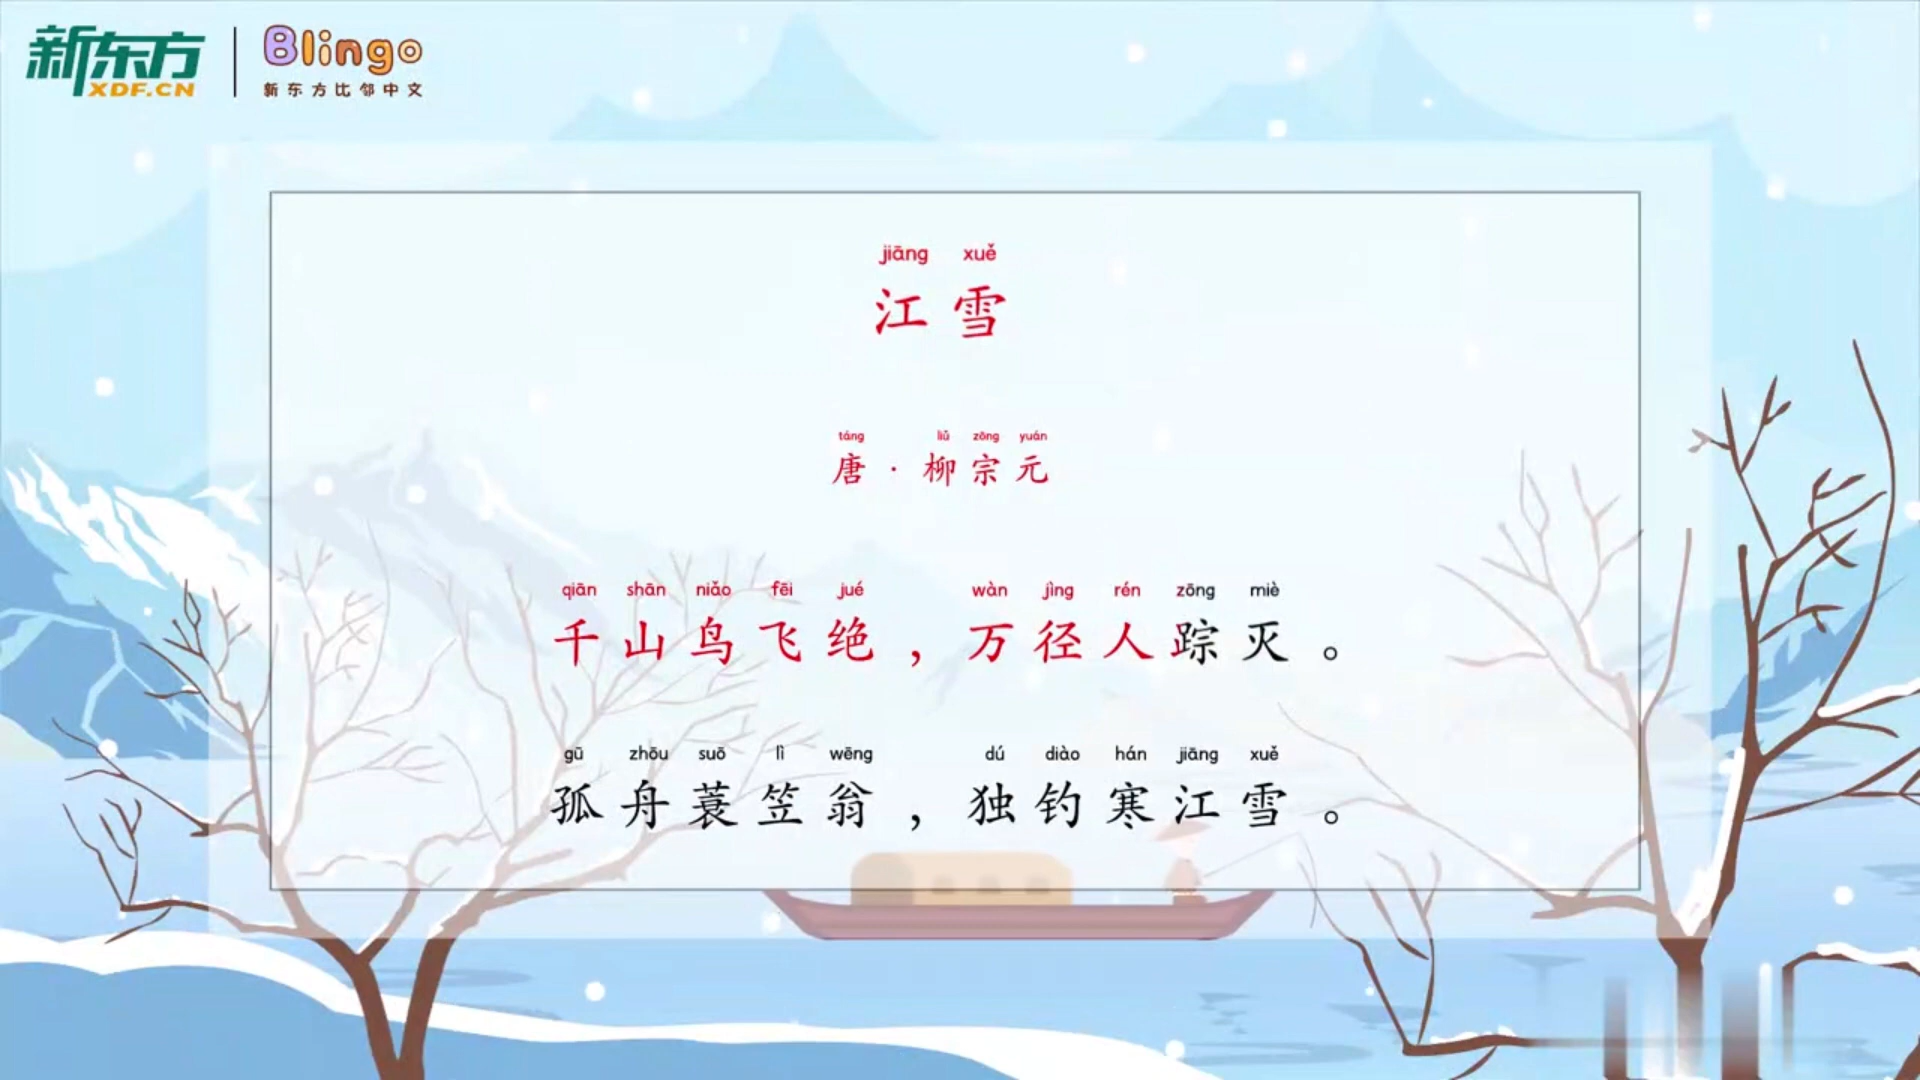 新东方
XDF.CN
Blingo
新东方比邻中文
jiāng xuě
江雪
táng liǔ zōng yuán
唐·柳宗元
qiān shān niǎo fēi jué wàn jìng rén zōng miè
千山鸟飞绝，万径人踪灭。
gū zhōu suō lì wēng dú diào hán jiāng xuě
孤舟蓑笠翁，独钓寒江雪。